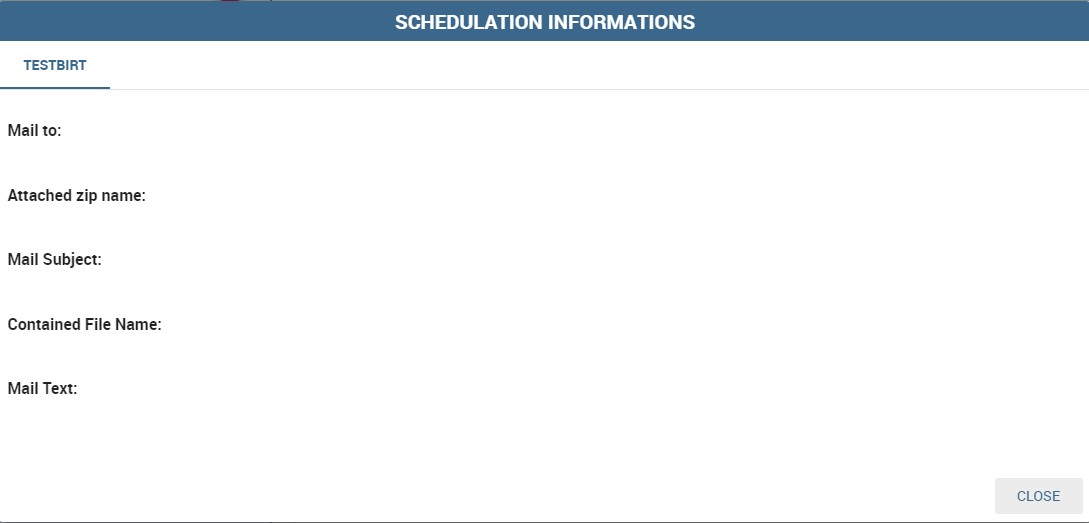 SCHEDULATION INFORMATIONS
TESTBIRT
Mail to:
Attached zip name:
Mail Subject:
Contained File Name:
Mail Text:
CLOSE